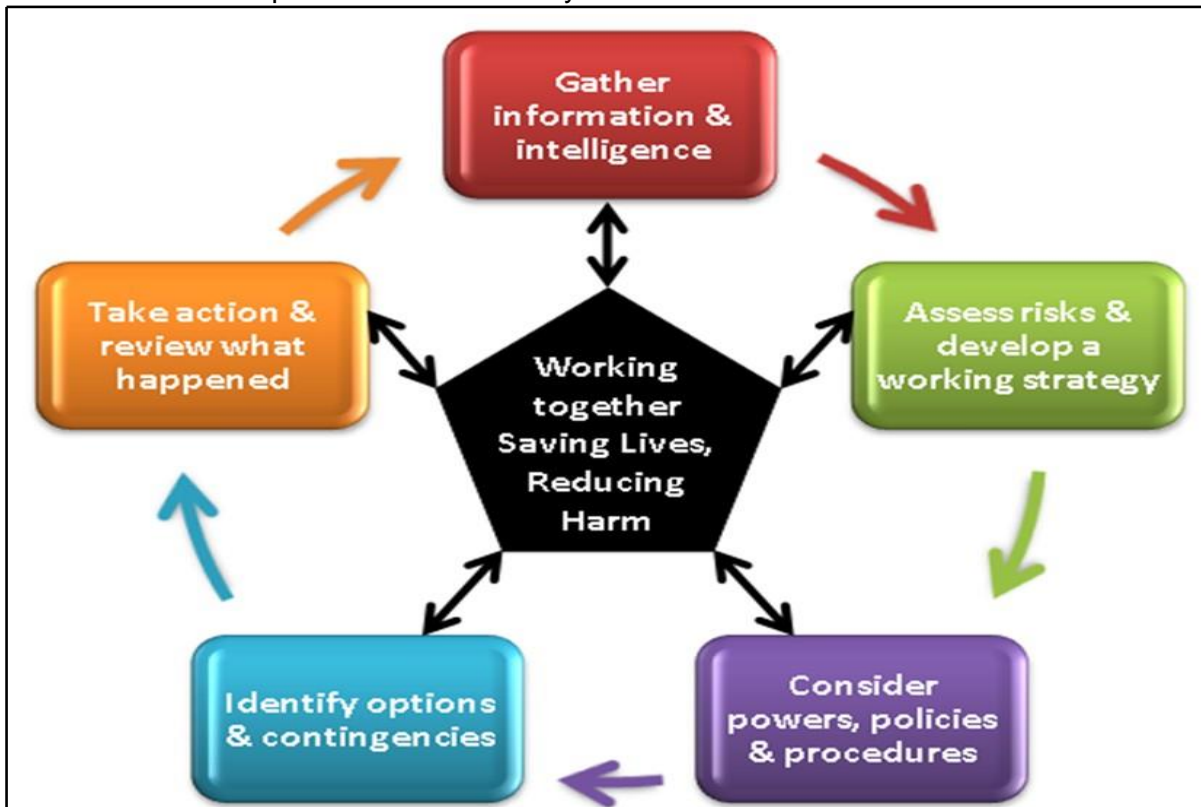 Gather
information &
intelligence
Assess risks &
develop a
working strategy
Consider
powers, policies
& procedures
Identify options
& contingencies
Take action &
review what
happened
Working
together
Saving Lives,
Reducing
Harm